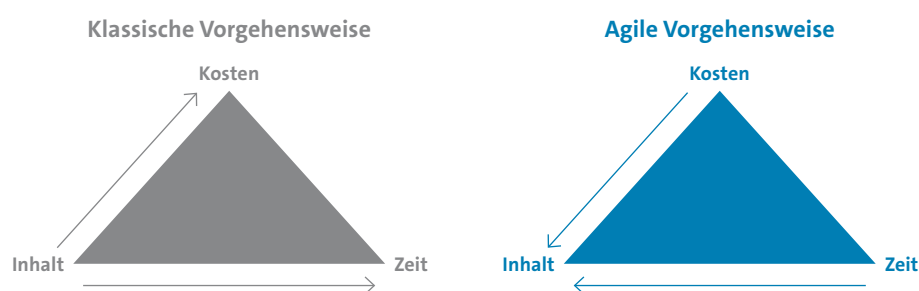 Klassische Vorgehensweise
Kosten
Inhalt
Zeit
Agile Vorgehensweise
Kosten
Inhalt
Zeit